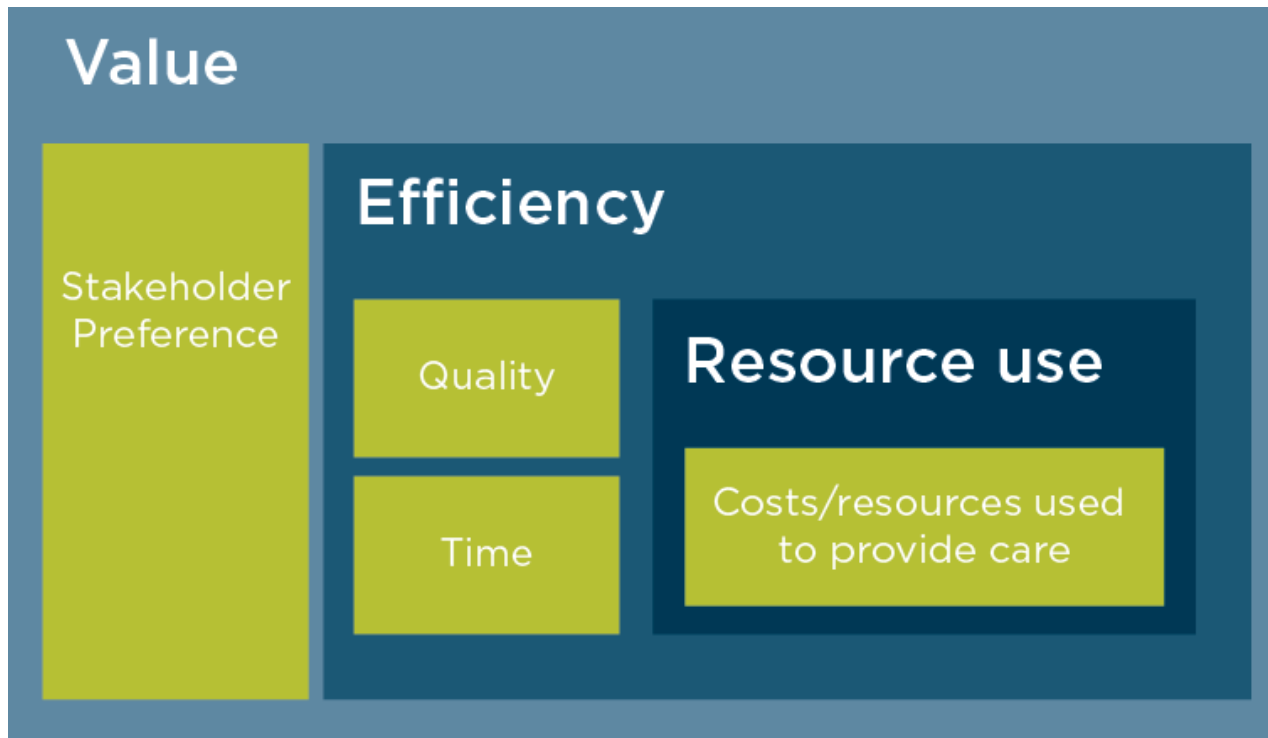 Value
Stakeholder
Preference
Efficiency
Quality
Time
Resource use
Costs/resources used
to provide care